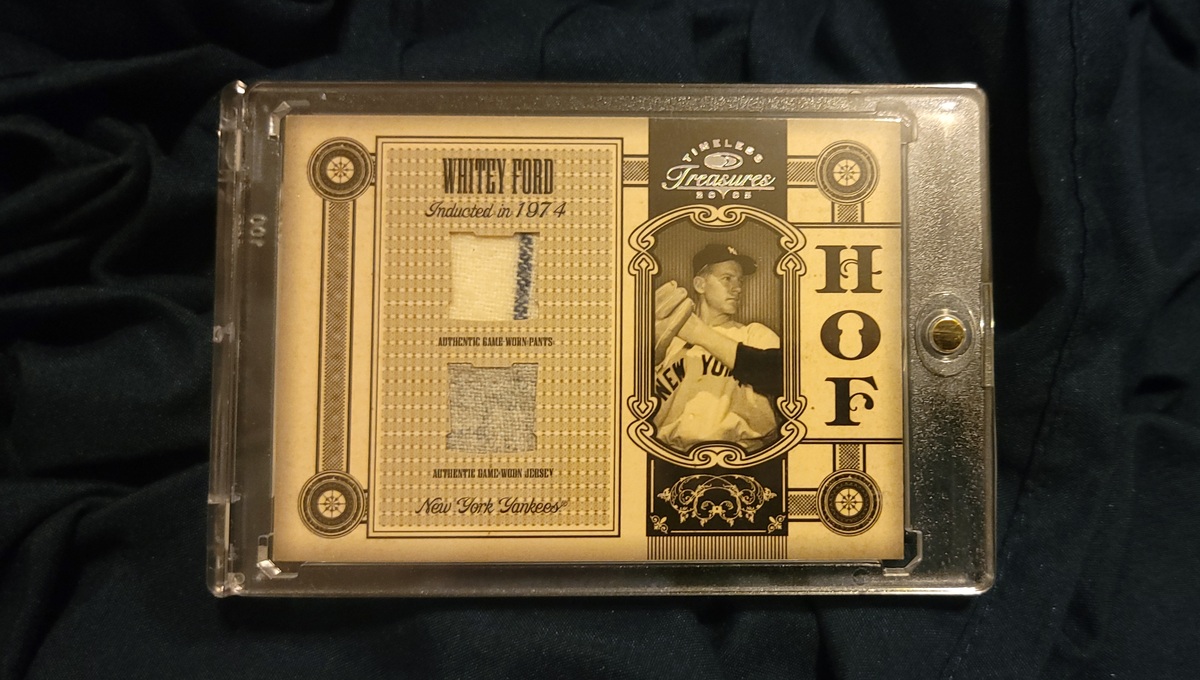 WHITEY FORD
Inducted in 1974
AUTHENTIC GAME-WORN PANTS
AUTHENTIC GAME-WORN JERSEY
New York Yankees
TIMELESS
Treasures
2005
NEW YO
H
O
F